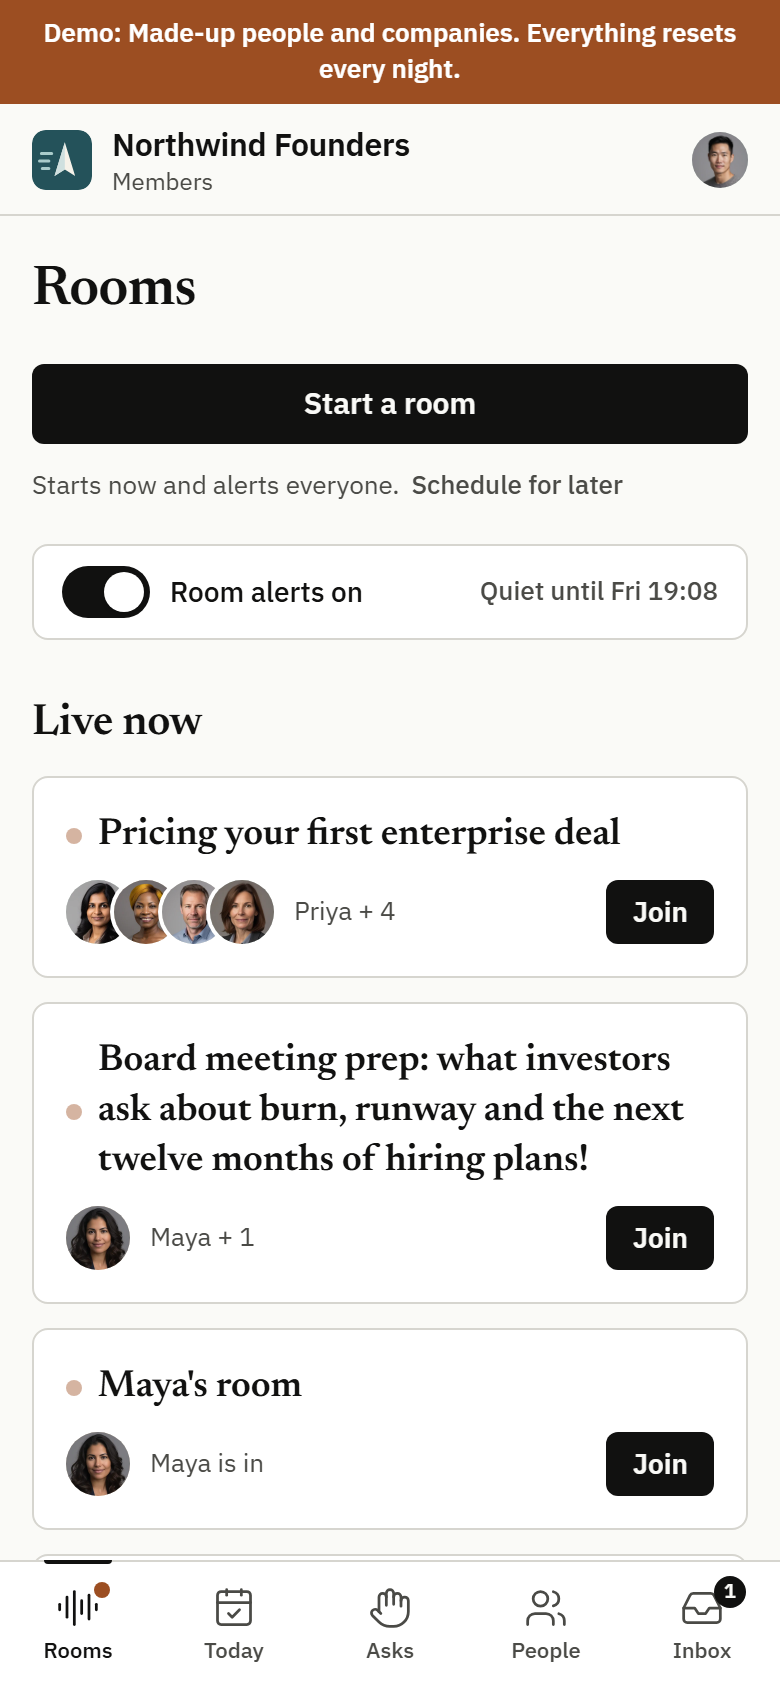 Demo: Made-up people and companies. Everything resets
every night.
Northwind Founders
Members
Rooms
Start a room
Starts now and alerts everyone. Schedule for later
Room alerts on Quiet until Fri 19:08
Live now
Pricing your first enterprise deal
Priya + 4 Join
Board meeting prep: what investors
ask about burn, runway and the next
twelve months of hiring plans!
Maya + 1 Join
Maya's room
Maya is in Join
1
Rooms Today Asks People Inbox